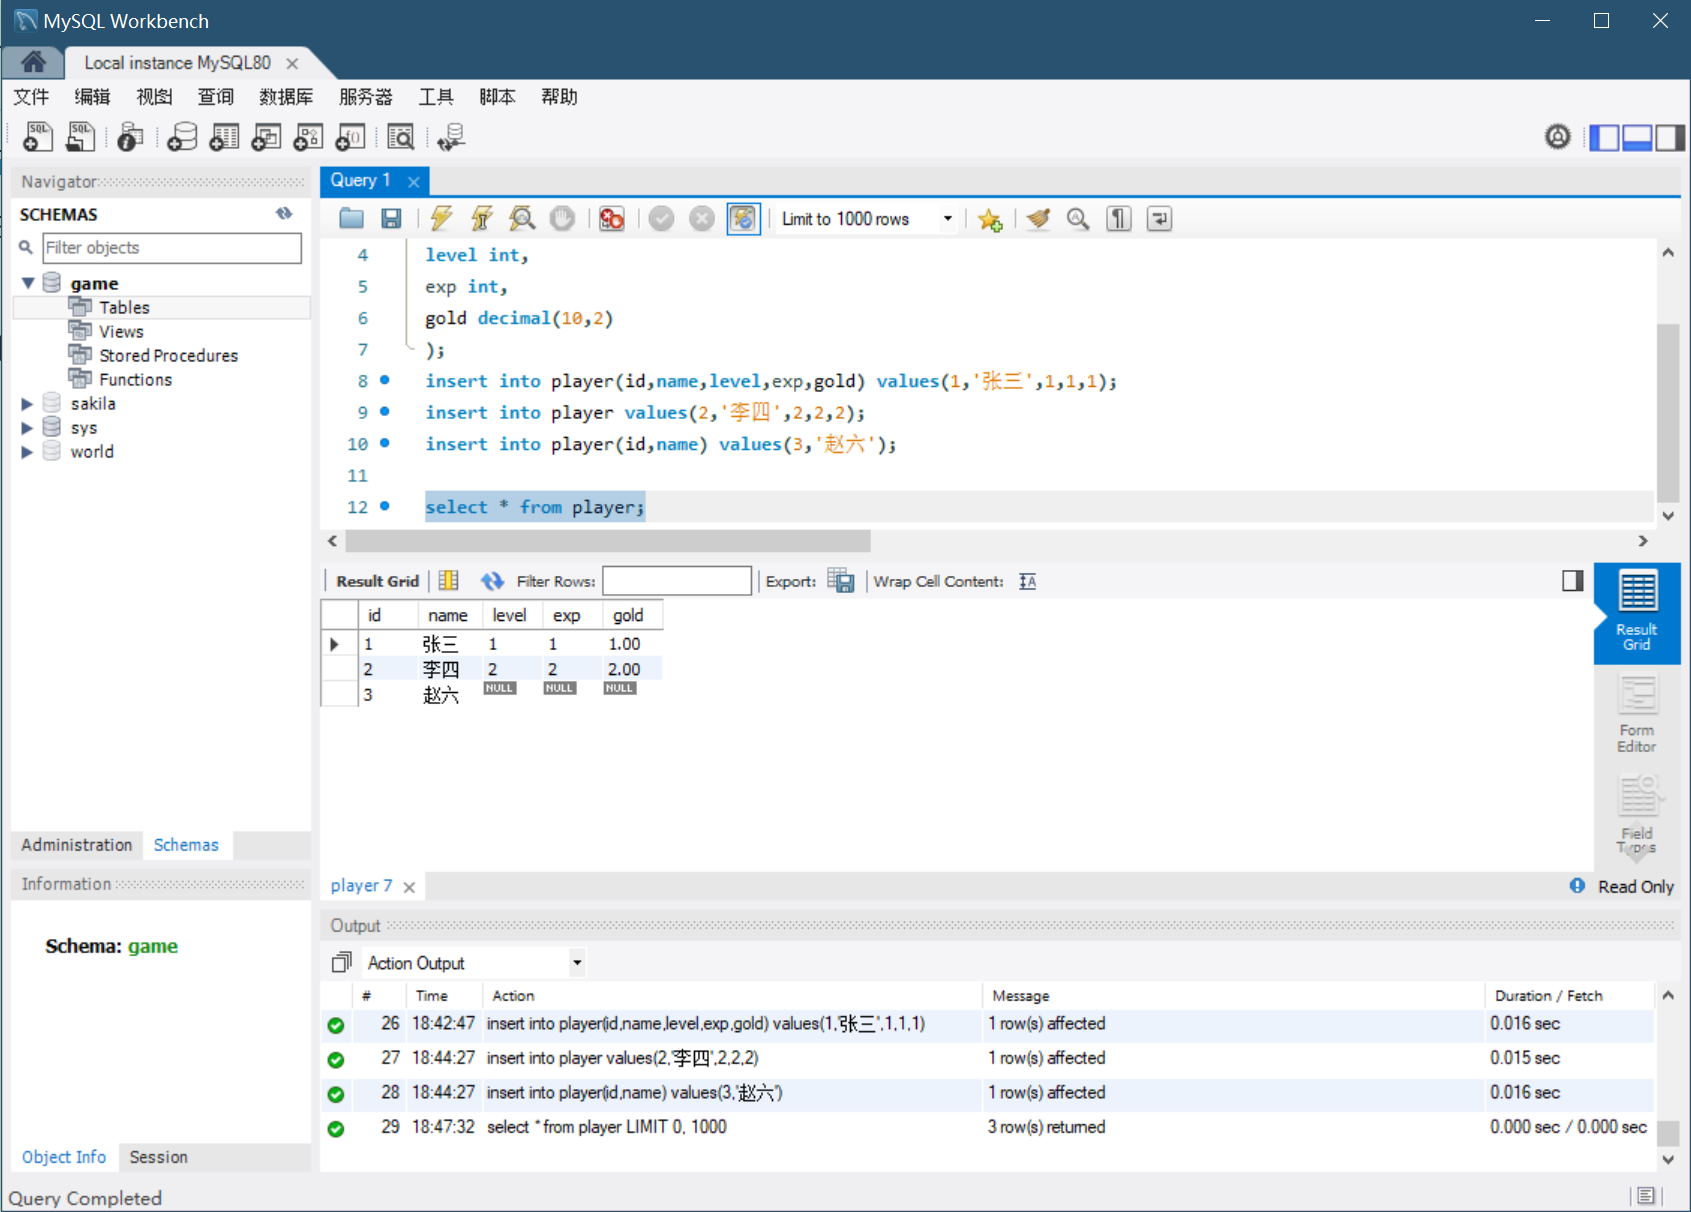 MySQL Workbench
Local instance MySQL80
文件 编辑 视图 查询 数据库 服务器 工具 脚本 帮助
Navigator
SCHEMAS
Filter objects
game
Tables
Views
Stored Procedures
Functions
sakila
sys
world
Administration Schemas
Information
Schema: game
Object Info Session
Query 1
Limit to 1000 rows
4 level int,
5 exp int,
6 gold decimal(10,2)
7 );
8 insert into player(id,name,level,exp,gold) values(1,'张三',1,1,1);
9 insert into player values(2,'李四',2,2,2);
10 insert into player(id,name) values(3,'赵六');
11
12 select * from player;
Result Grid Filter Rows: Export: Wrap Cell Content:
id name level exp gold
1 张三 1 1 1.00
2 李四 2 2 2.00
3 赵六 NULL NULL NULL
Result
Grid
Form
Editor
Field
Types
player 7
Read Only
Output
Action Output
# Time Action Message Duration / Fetch
26 18:42:47 insert into player(id,name,level,exp,gold) values(1,'张三',1,1,1) 1 row(s) affected 0.016 sec
27 18:44:27 insert into player values(2,'李四',2,2,2) 1 row(s) affected 0.015 sec
28 18:44:27 insert into player(id,name) values(3,'赵六') 1 row(s) affected 0.016 sec
29 18:47:32 select * from player LIMIT 0, 1000 3 row(s) returned 0.000 sec / 0.000 sec
Query Completed